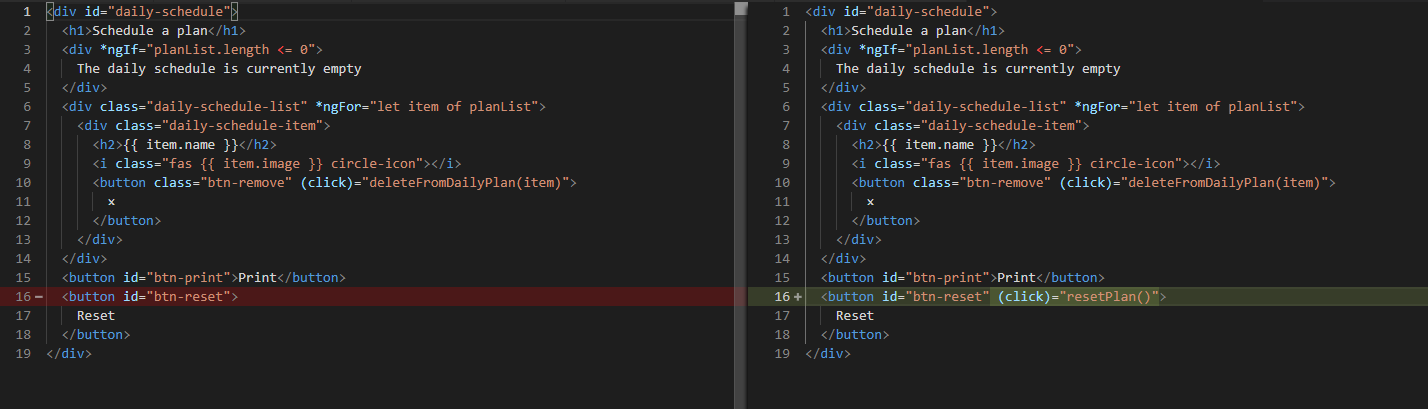 1 <div id="daily-schedule">
2 <h1>Schedule a plan</h1>
3 <div *ngIf="planList.length <= 0">
4 The daily schedule is currently empty
5 </div>
6 <div class="daily-schedule-list" *ngFor="let item of planList">
7 <div class="daily-schedule-item">
8 <h2>{{ item.name }}</h2>
9 <i class="fas {{ item.image }} circle-icon"></i>
10 <button class="btn-remove" (click)="deleteFromDailyPlan(item)">
11 x
12 </button>
13 </div>
14 </div>
15 <button id="btn-print">Print</button>
16 - <button id="btn-reset">
17 Reset
18 </button>
19 </div>
1 <div id="daily-schedule">
2 <h1>Schedule a plan</h1>
3 <div *ngIf="planList.length <= 0">
4 The daily schedule is currently empty
5 </div>
6 <div class="daily-schedule-list" *ngFor="let item of planList">
7 <div class="daily-schedule-item">
8 <h2>{{ item.name }}</h2>
9 <i class="fas {{ item.image }} circle-icon"></i>
10 <button class="btn-remove" (click)="deleteFromDailyPlan(item)">
11 x
12 </button>
13 </div>
14 </div>
15 <button id="btn-print">Print</button>
16 + <button id="btn-reset" (click)="resetPlan()">
17 Reset
18 </button>
19 </div>